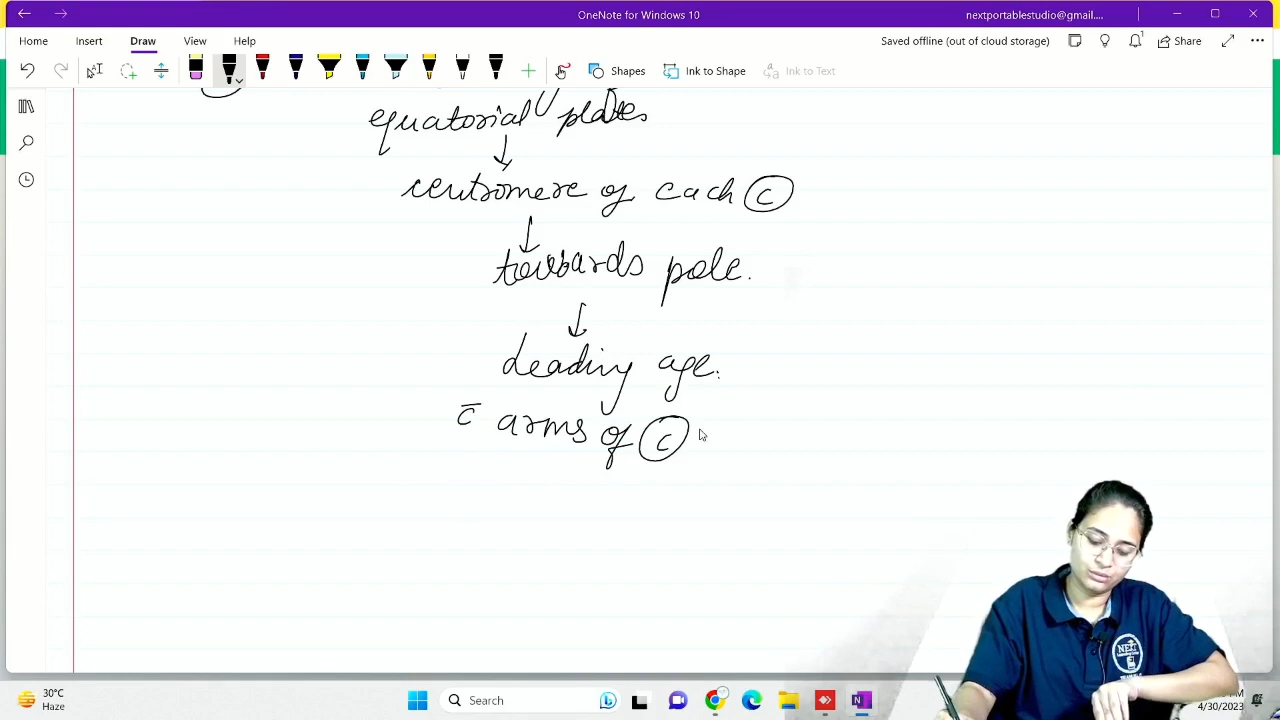 OneNote for Windows 10
nextportablestudio@gmail....
Home Insert Draw View Help
Saved offline (out of cloud storage)
Share
Shapes
Ink to Shape
Ink to Text
equatorial plates
centromere of each c
towards pole.
leading age.
c̄ arms of c
NEXT
30°C
Haze
Search
4/30/2023